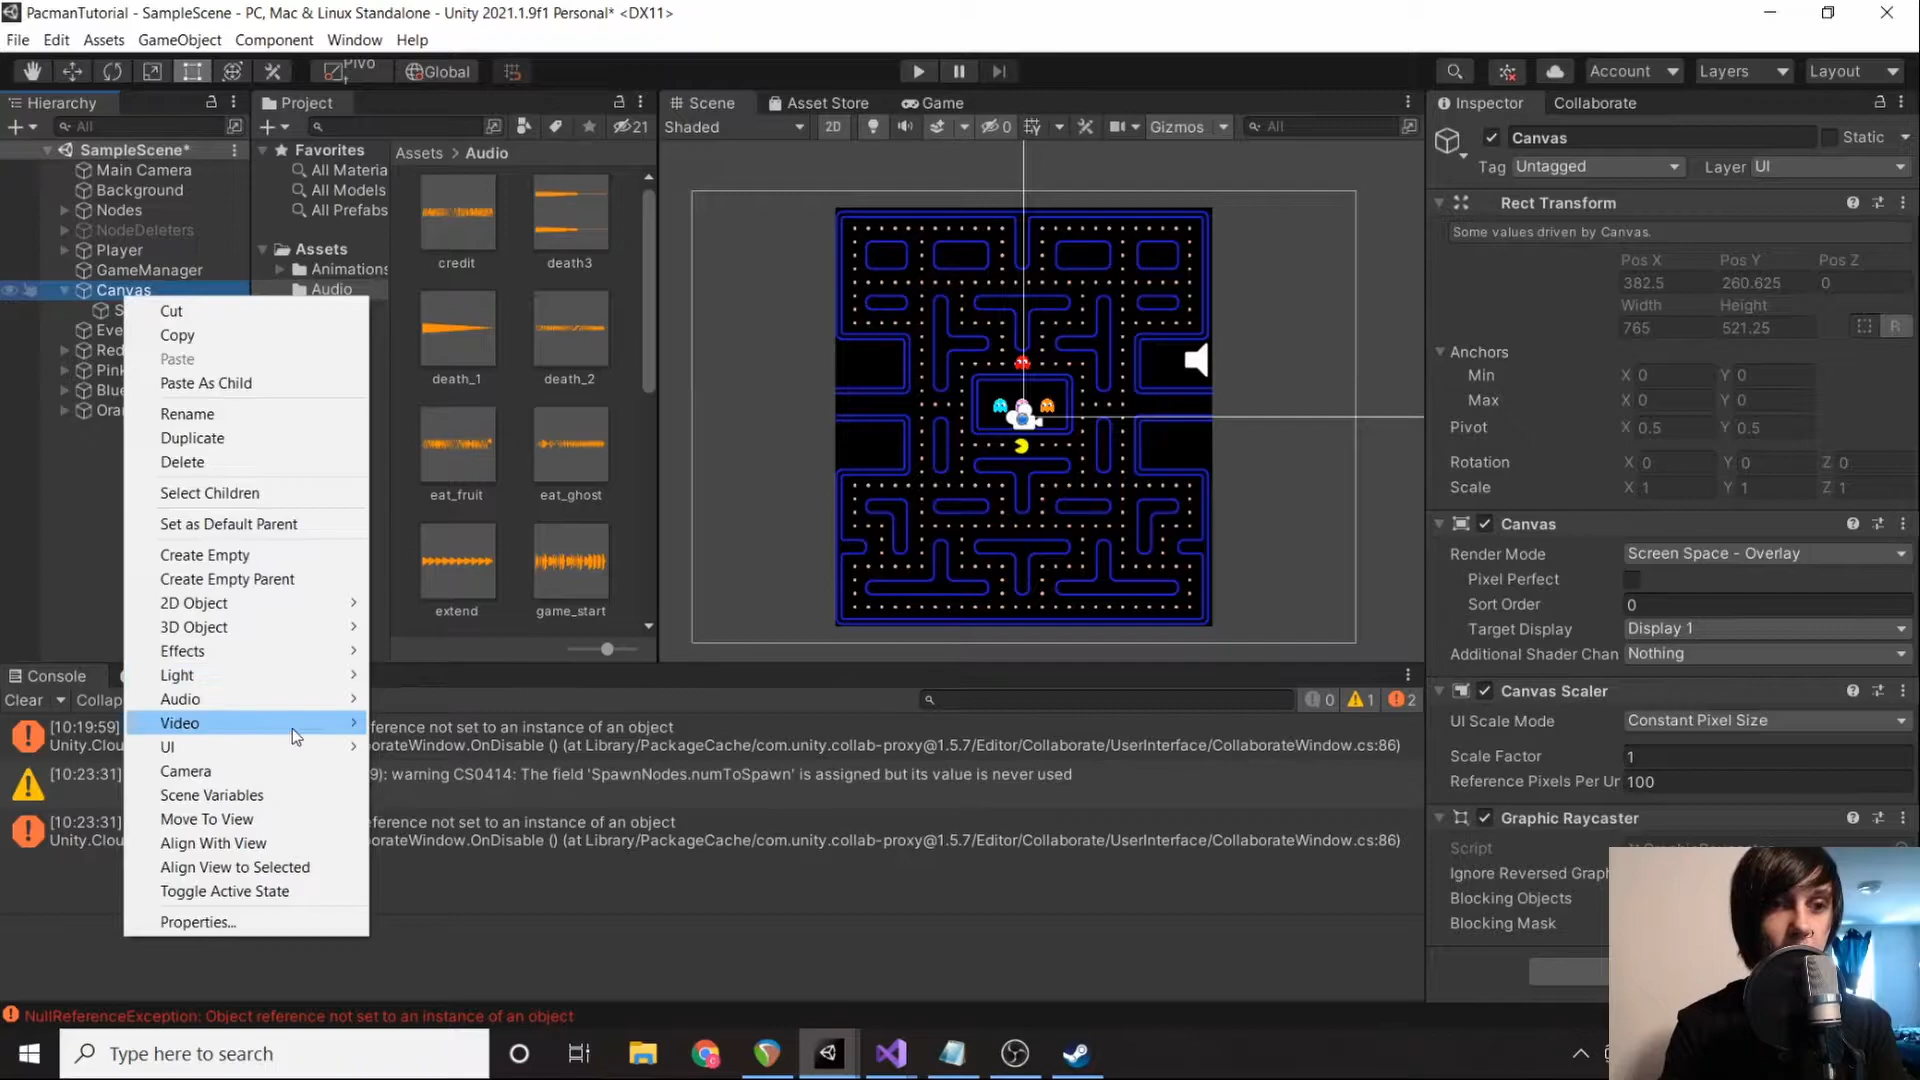 PacmanTutorial - SampleScene - PC, Mac & Linux Standalone - Unity 2021.1.9f1 Personal* <DX11>
File Edit Assets GameObject Component Window Help
Pivo
t
Global
Account Layers Layout
Hierarchy
Project
Scene Asset Store Game
Inspector Collaborate
All
21
Shaded 2D 0 Gizmos All
SampleScene*
Main Camera
Background
Nodes
NodeDeleters
Player
GameManager
Canvas
S
Eve
Red
Pink
Blu
Ora
Favorites
All Materia
All Models
All Prefabs
Assets
Animations
Audio
Assets > Audio
credit death3
death_1 death_2
eat_fruit eat_ghost
extend game_start
Cut
Copy
Paste
Paste As Child
Rename
Duplicate
Delete
Select Children
Set as Default Parent
Create Empty
Create Empty Parent
2D Object
3D Object
Effects
Light
Audio
Video
UI
Camera
Scene Variables
Move To View
Align With View
Align View to Selected
Toggle Active State
Properties...
Canvas Static
Tag Untagged Layer UI
Rect Transform
Some values driven by Canvas.
Pos X Pos Y Pos Z
382.5 260.625 0
Width Height
765 521.25 R
Anchors
Min X 0 Y 0
Max X 0 Y 0
Pivot X 0.5 Y 0.5
Rotation X 0 Y 0 Z 0
Scale X 1 Y 1 Z 1
Canvas
Render Mode Screen Space - Overlay
Pixel Perfect
Sort Order 0
Target Display Display 1
Additional Shader Chan Nothing
Canvas Scaler
UI Scale Mode Constant Pixel Size
Scale Factor 1
Reference Pixels Per Ur 100
Graphic Raycaster
Script
Ignore Reversed Graph
Blocking Objects
Blocking Mask
Console
Clear Collap 0 1 2
[10:19:59] ference not set to an instance of an object
Unity.Clou orateWindow.OnDisable () (at Library/PackageCache/com.unity.collab-proxy@1.5.7/Editor/Collaborate/UserInterface/CollaborateWindow.cs:86)
[10:23:31] 9): warning CS0414: The field 'SpawnNodes.numToSpawn' is assigned but its value is never used
[10:23:31] ference not set to an instance of an object
Unity.Clou orateWindow.OnDisable () (at Library/PackageCache/com.unity.collab-proxy@1.5.7/Editor/Collaborate/UserInterface/CollaborateWindow.cs:86)
NullReferenceException: Object reference not set to an instance of an object
Type here to search